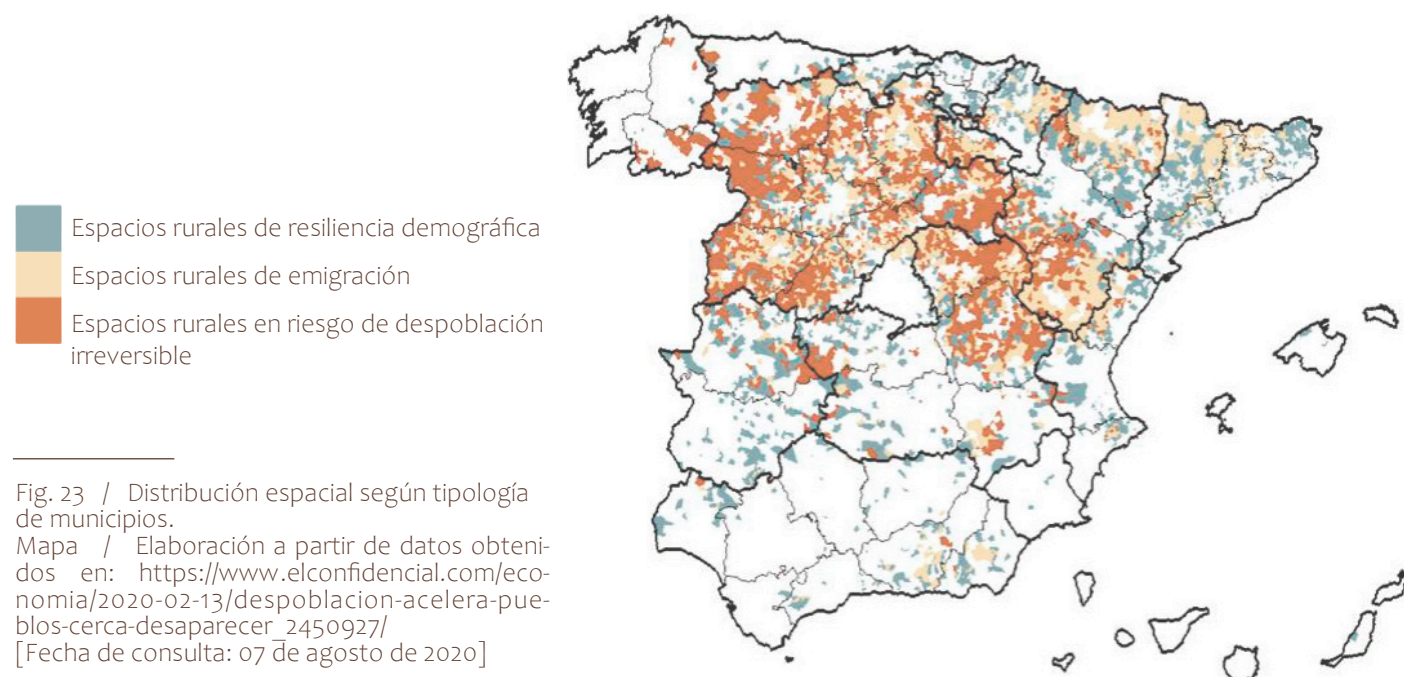 Espacios rurales de resiliencia demográfica
Espacios rurales de emigración
Espacios rurales en riesgo de despoblación
irreversible
Fig. 23 / Distribución espacial según tipología
de municipios.
Mapa / Elaboración a partir de datos obteni-
dos en: https://www.elconfidencial.com/eco-
nomia/2020-02-13/despoblacion-acelera-pue-
blos-cerca-desaparecer_2450927/
[Fecha de consulta: 07 de agosto de 2020]